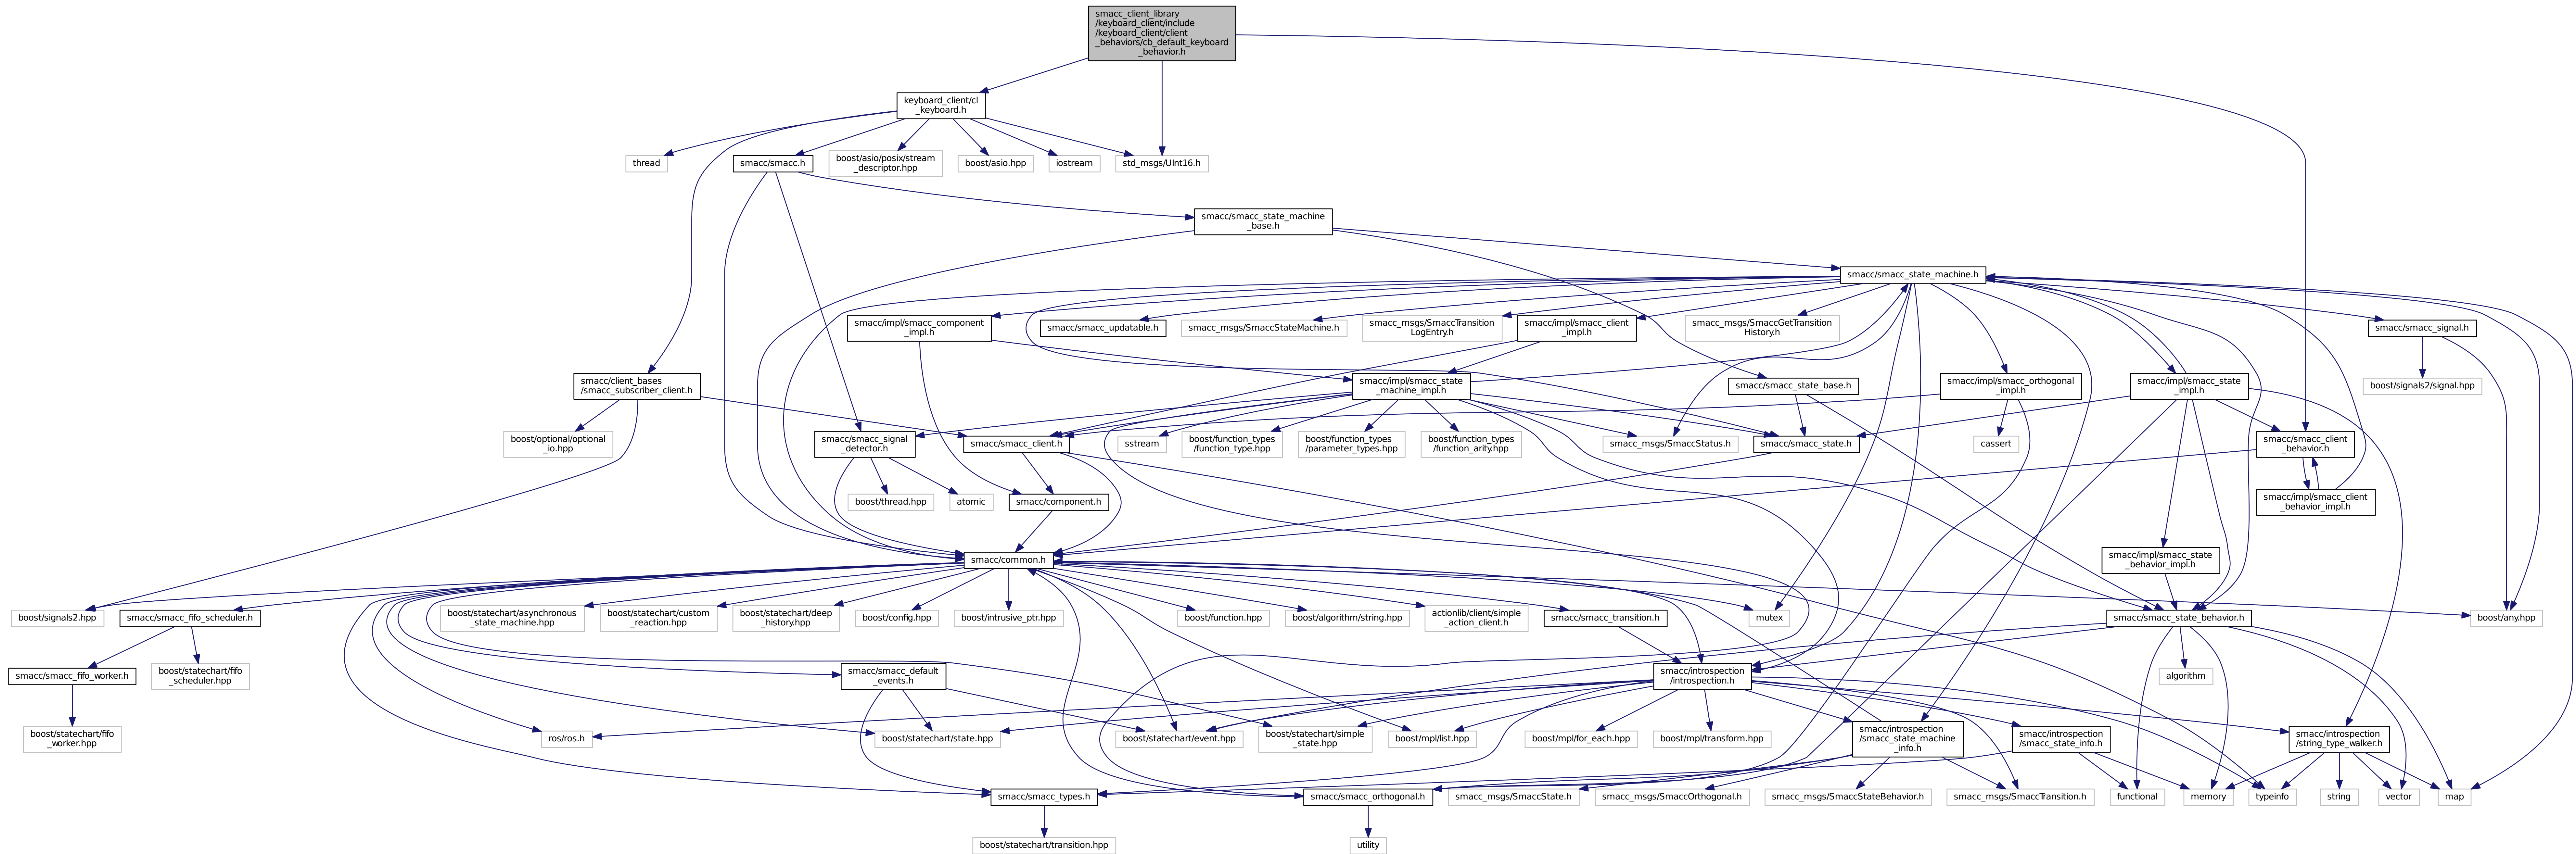 smacc_client_library
/keyboard_client/include
/keyboard_client/client
_behaviors/cb_default_keyboard
_behavior.h
keyboard_client/cl
_keyboard.h
thread
smacc/smacc.h
boost/asio/posix/stream
_descriptor.hpp
boost/asio.hpp
iostream
std_msgs/UInt16.h
smacc/smacc_state_machine
_base.h
smacc/smacc_state_machine.h
smacc/impl/smacc_component
_impl.h
smacc/smacc_updatable.h
smacc_msgs/SmaccStateMachine.h
smacc_msgs/SmaccTransition
LogEntry.h
smacc/impl/smacc_client
_impl.h
smacc_msgs/SmaccGetTransition
History.h
smacc/smacc_signal.h
smacc/client_bases
/smacc_subscriber_client.h
smacc/impl/smacc_state
_machine_impl.h
smacc/smacc_state_base.h
smacc/impl/smacc_orthogonal
_impl.h
smacc/impl/smacc_state
_impl.h
boost/signals2/signal.hpp
boost/optional/optional
_io.hpp
smacc/smacc_signal
_detector.h
smacc/smacc_client.h
sstream
boost/function_types
/function_type.hpp
boost/function_types
/parameter_types.hpp
boost/function_types
/function_arity.hpp
smacc_msgs/SmaccStatus.h
smacc/smacc_state.h
cassert
smacc/smacc_client
_behavior.h
boost/thread.hpp
atomic
smacc/component.h
smacc/impl/smacc_client
_behavior_impl.h
smacc/common.h
smacc/impl/smacc_state
_behavior_impl.h
boost/signals2.hpp
smacc/smacc_fifo_scheduler.h
boost/statechart/asynchronous
_state_machine.hpp
boost/statechart/custom
_reaction.hpp
boost/statechart/deep
_history.hpp
boost/config.hpp
boost/intrusive_ptr.hpp
boost/function.hpp
boost/algorithm/string.hpp
actionlib/client/simple
_action_client.h
smacc/smacc_transition.h
mutex
smacc/smacc_state_behavior.h
boost/any.hpp
smacc/smacc_fifo_worker.h
boost/statechart/fifo
_scheduler.hpp
smacc/smacc_default
_events.h
smacc/introspection
/introspection.h
algorithm
boost/statechart/fifo
_worker.hpp
ros/ros.h
boost/statechart/state.hpp
boost/statechart/event.hpp
boost/statechart/simple
_state.hpp
boost/mpl/list.hpp
boost/mpl/for_each.hpp
boost/mpl/transform.hpp
smacc/introspection
/smacc_state_machine
_info.h
smacc/introspection
/smacc_state_info.h
smacc/introspection
/string_type_walker.h
smacc/smacc_types.h
smacc/smacc_orthogonal.h
smacc_msgs/SmaccState.h
smacc_msgs/SmaccOrthogonal.h
smacc_msgs/SmaccStateBehavior.h
smacc_msgs/SmaccTransition.h
functional
memory
typeinfo
string
vector
map
boost/statechart/transition.hpp
utility